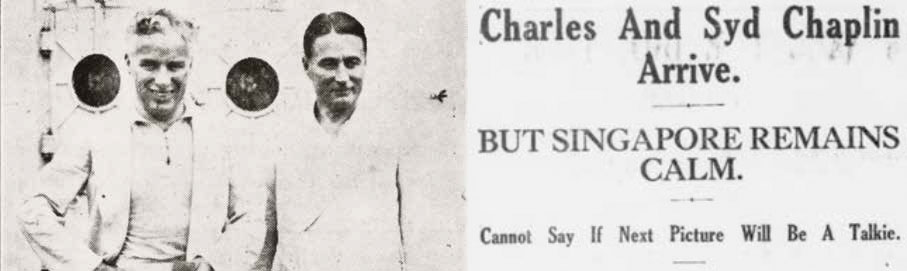 Charles And Syd Chaplin
Arrive.
BUT SINGAPORE REMAINS
CALM.
Cannot Say If Next Picture Will Be A Talkie.